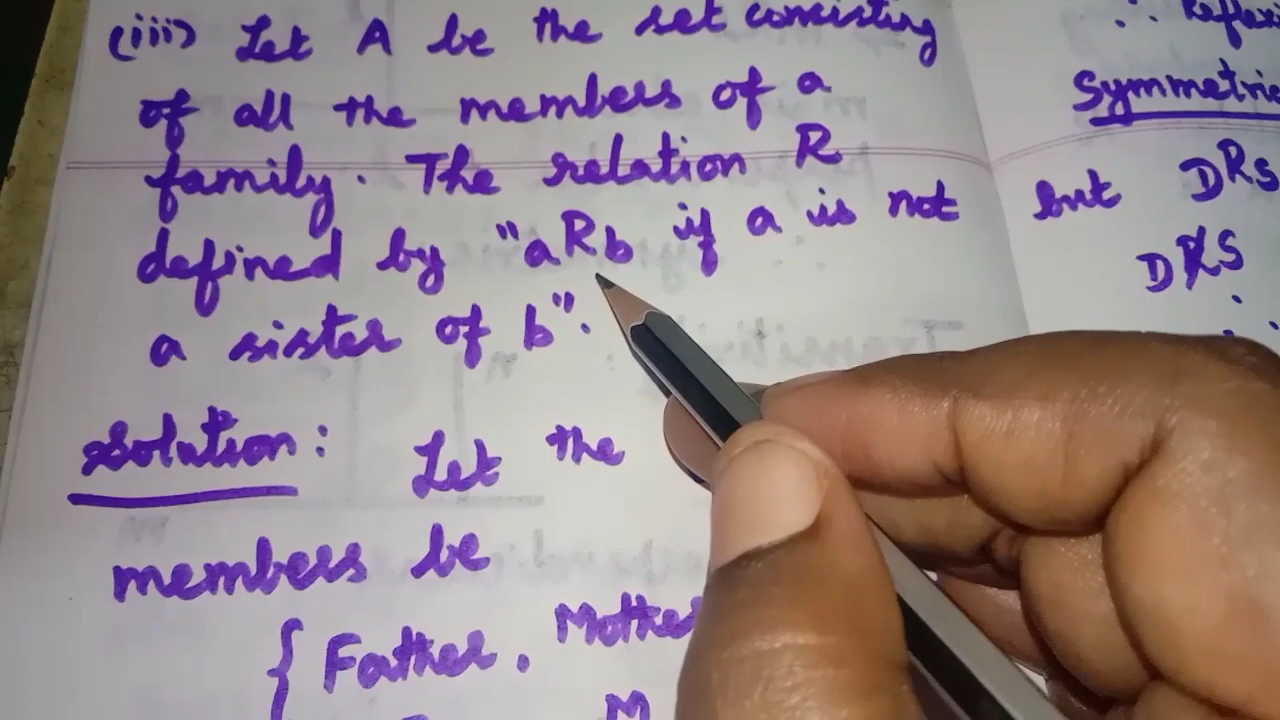 (iii) Let A be the set consisting
of all the members of a
family. The relation R
defined by "aRb if a is not
a sister of b".
Solution: Let the
members be
{ Father, Mother
M
∴ Reflexi
Symmetric
but DRS
D R̸ S